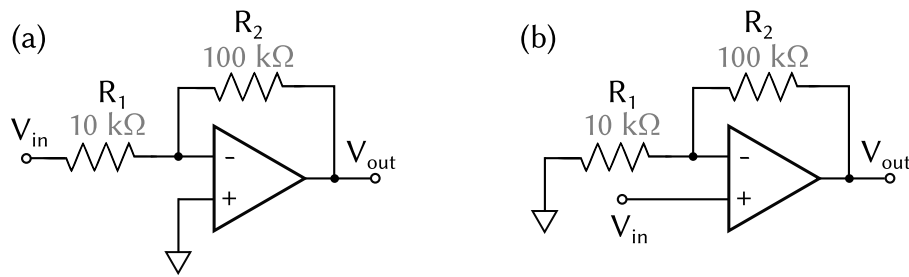 (a)
R2
100 kΩ
R1
10 kΩ
Vin
-
+
Vout
(b)
R2
100 kΩ
R1
10 kΩ
-
+
Vin
Vout